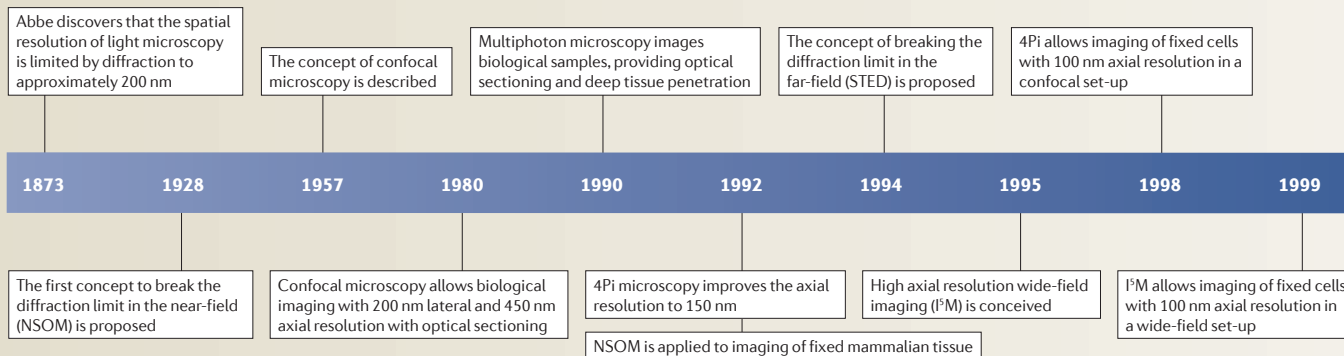 Abbe discovers that the spatial
resolution of light microscopy
is limited by diffraction to
approximately 200 nm
The concept of confocal
microscopy is described
Multiphoton microscopy images
biological samples, providing optical
sectioning and deep tissue penetration
The concept of breaking the
diffraction limit in the
far-field (STED) is proposed
4Pi allows imaging of fixed cells
with 100 nm axial resolution in a
confocal set-up
1873 1928 1957 1980 1990 1992 1994 1995 1998 1999
The first concept to break the
diffraction limit in the near-field
(NSOM) is proposed
Confocal microscopy allows biological
imaging with 200 nm lateral and 450 nm
axial resolution with optical sectioning
4Pi microscopy improves the axial
resolution to 150 nm
NSOM is applied to imaging of fixed mammalian tissue
High axial resolution wide-field
imaging (I⁵M) is conceived
I⁵M allows imaging of fixed cells
with 100 nm axial resolution in
a wide-field set-up